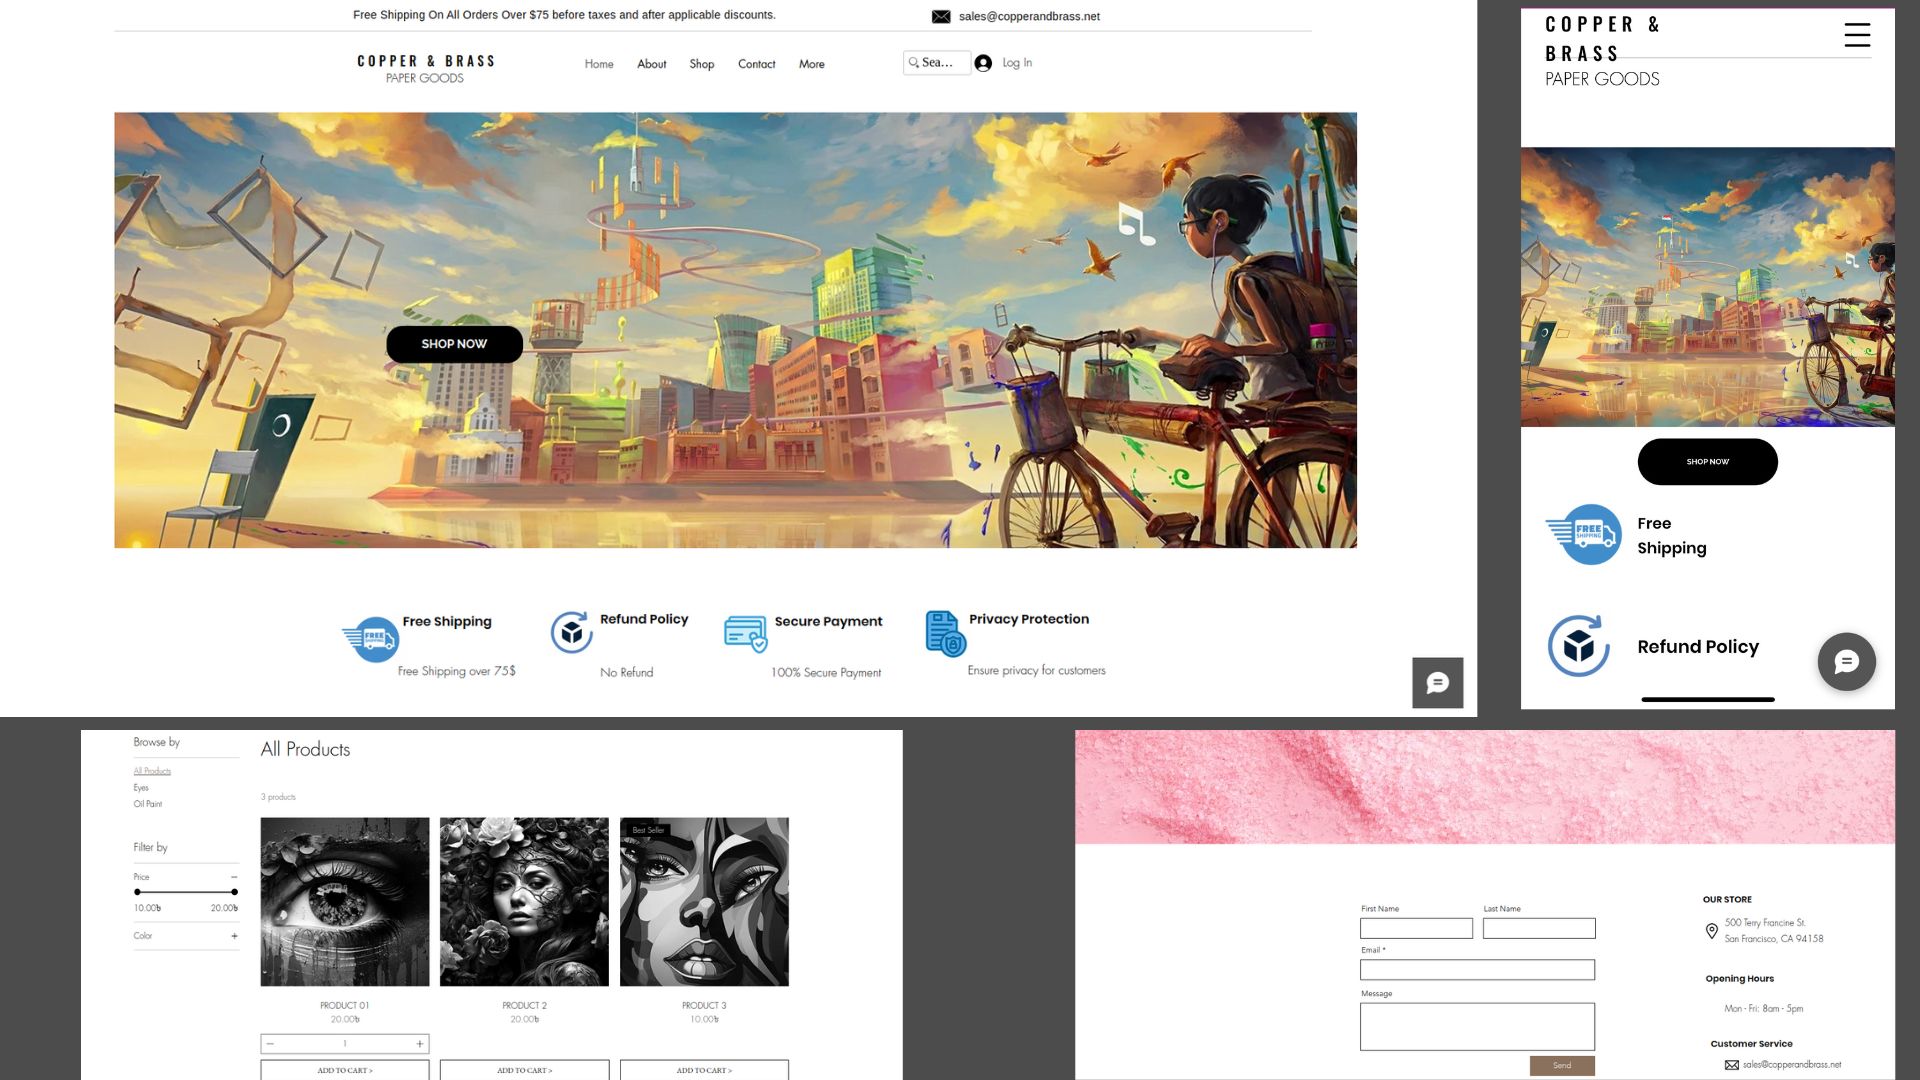 Free Shipping On All Orders Over $75 before taxes and after applicable discounts.
sales@copperandbrass.net
COPPER & BRASS
PAPER GOODS
Home
About
Shop
Contact
More
Sea...
Log In
SHOP NOW
FREE
SHIPPING
Free Shipping
Free Shipping over 75$
Refund Policy
No Refund
Secure Payment
100% Secure Payment
Privacy Protection
Ensure privacy for customers
COPPER &
BRASS
PAPER GOODS
SHOP NOW
FREE
SHIPPING
Free
Shipping
Refund Policy
Browse by
All Products
Eyes
Oil Paint
Filter by
Price
10.00৳
20.00৳
Color
All Products
3 products
Best Seller
PRODUCT 01
20.00৳
1
ADD TO CART >
PRODUCT 2
20.00৳
ADD TO CART >
PRODUCT 3
10.00৳
ADD TO CART >
First Name
Last Name
Email *
Message
Send
OUR STORE
500 Terry Francine St.
San Francisco, CA 94158
Opening Hours
Mon - Fri: 8am - 5pm
Customer Service
sales@copperandbrass.net